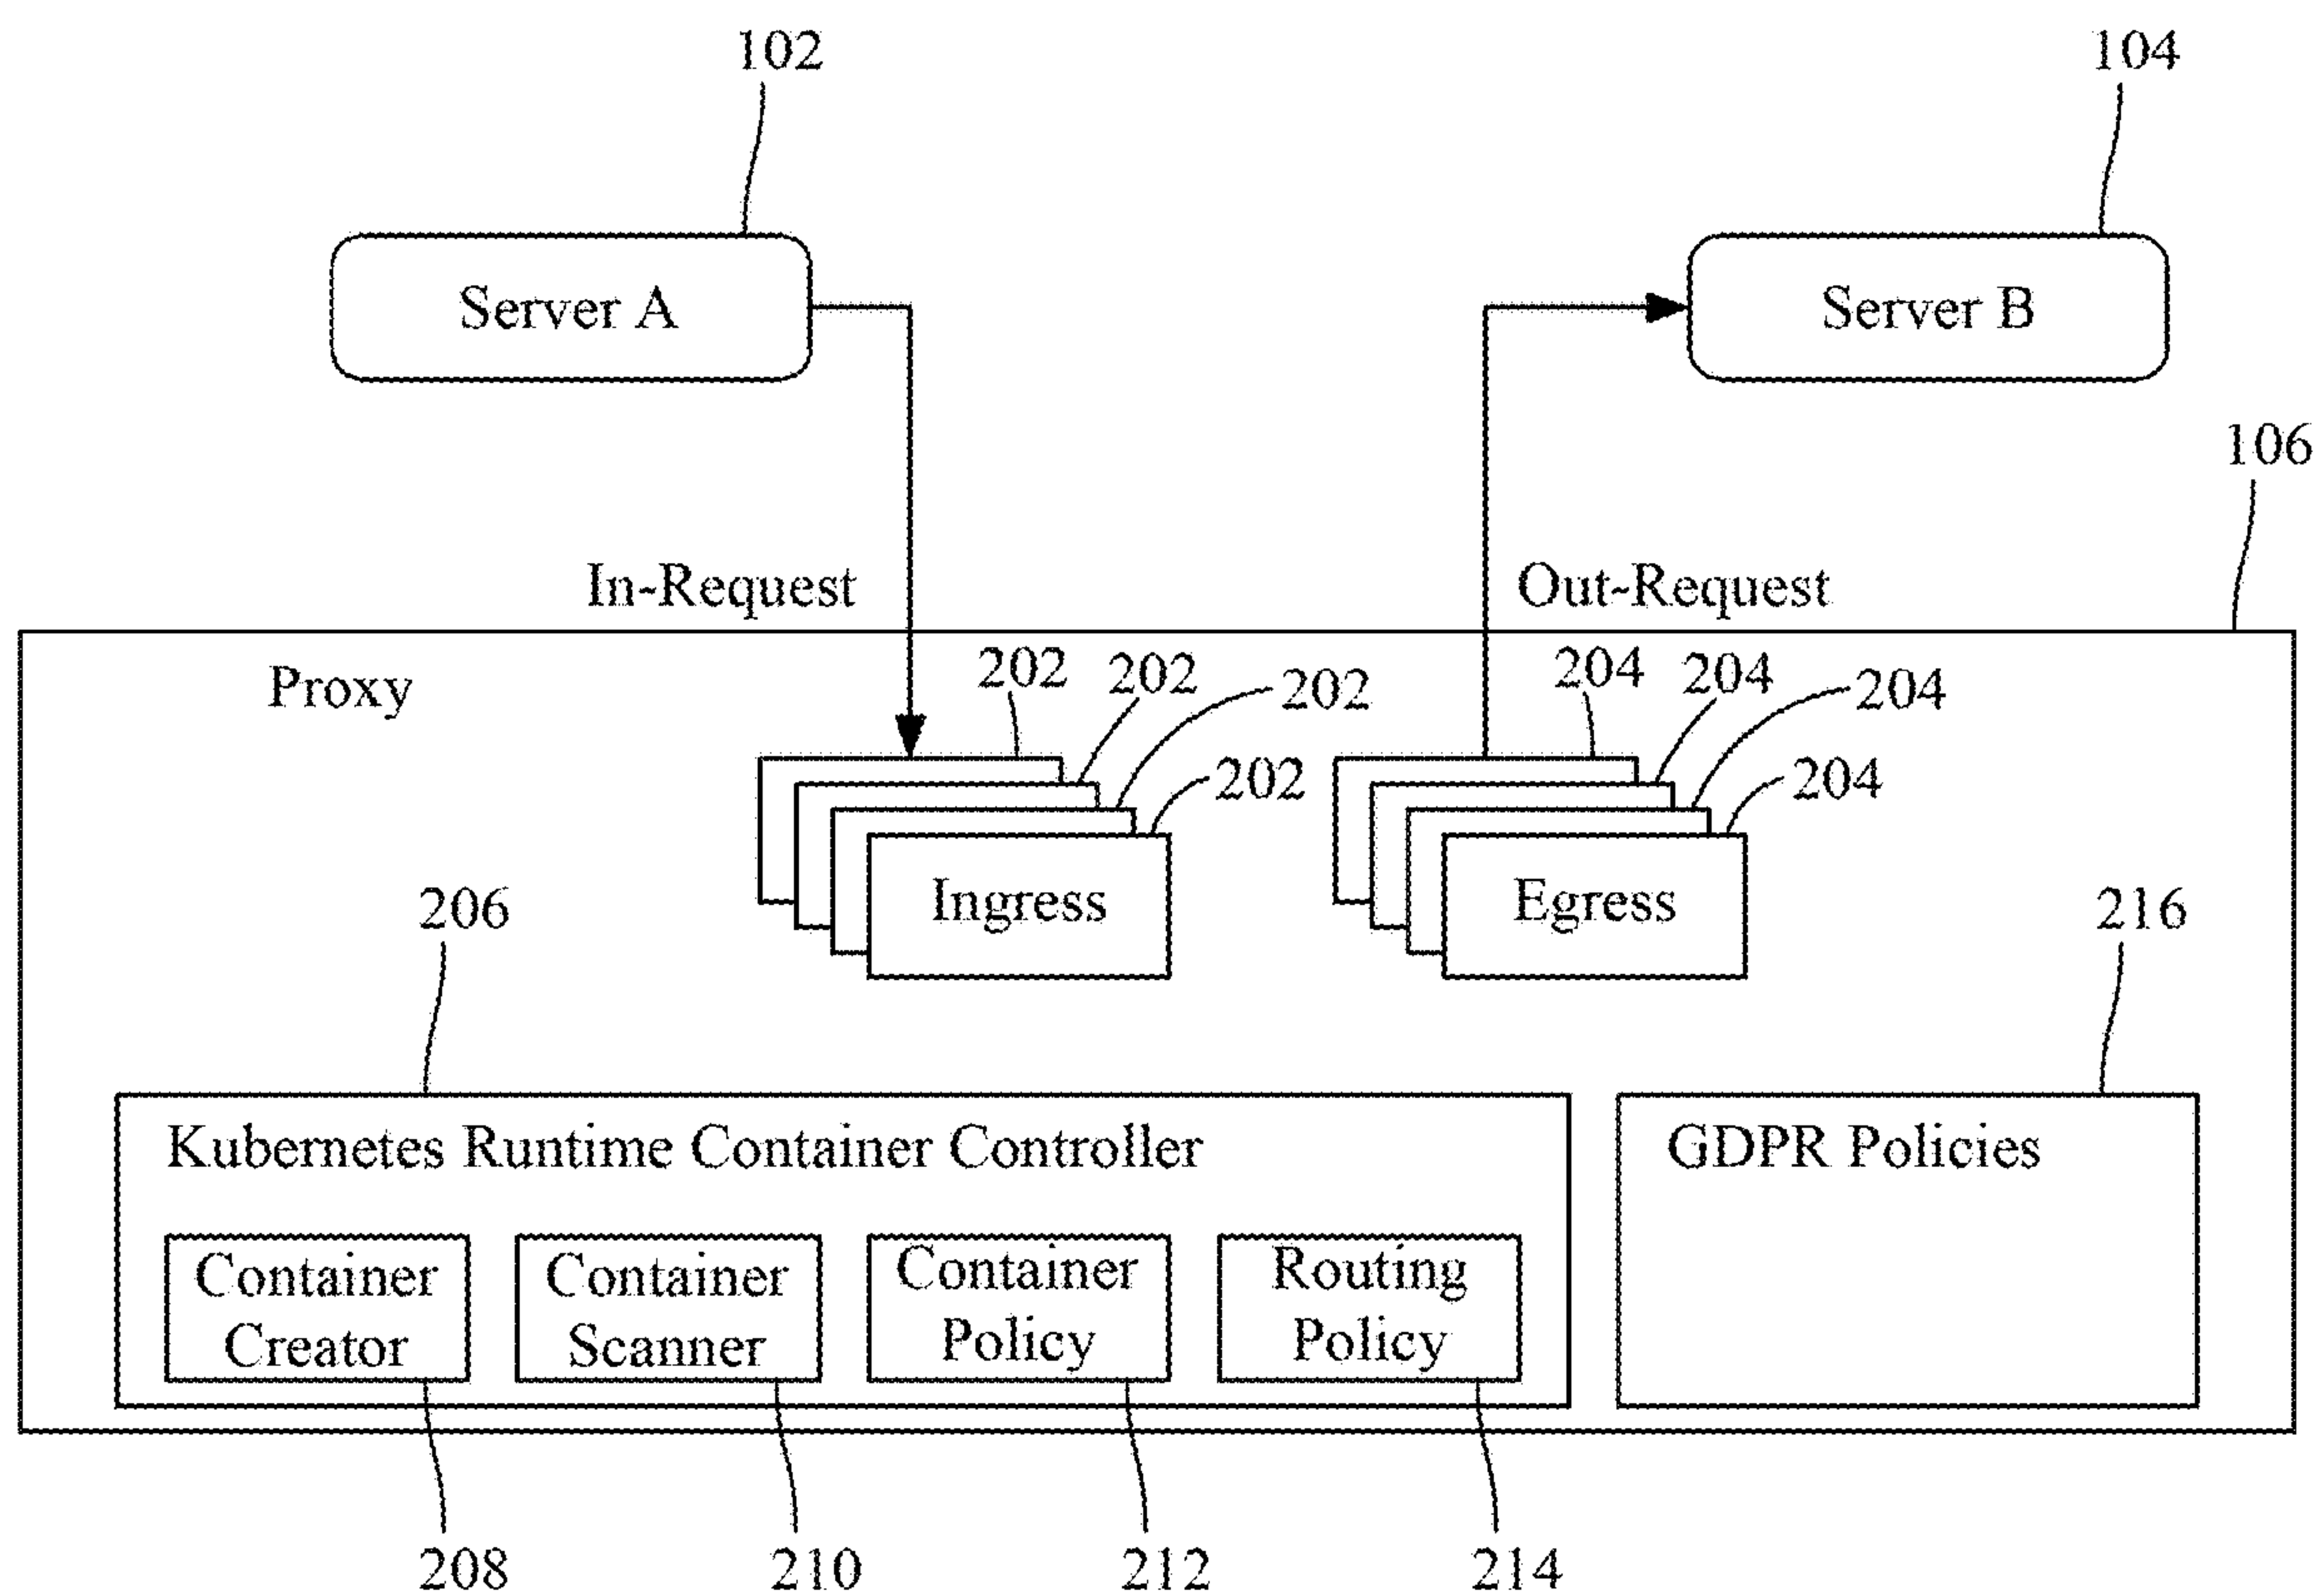 102
104
Server A
Server B
106
In-Request
Out-Request
Proxy
202
202
202
202
204
204
204
204
Ingress
Egress
206
216
Kubernetes Runtime Container Controller
GDPR Policies
Container
Creator
Container
Scanner
Container
Policy
Routing
Policy
208
210
212
214